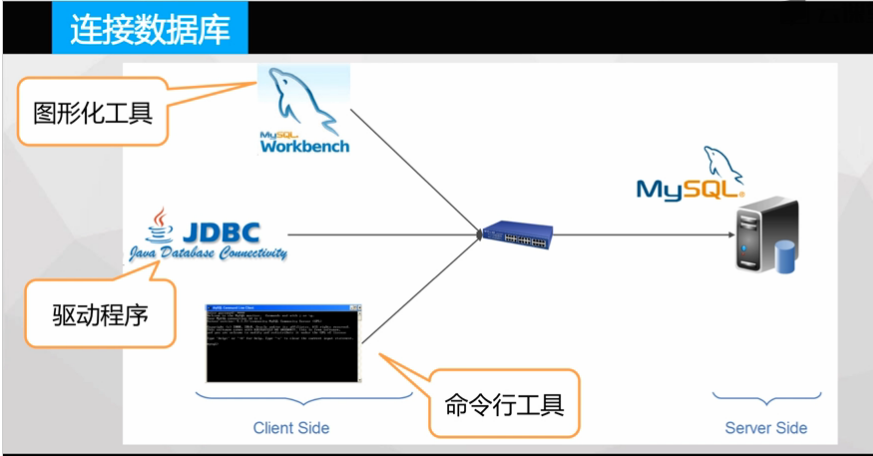 连接数据库
图形化工具
MySQL
Workbench
MySQL
JDBC
Java Database Connectivity
驱动程序
命令行工具
Client Side
Server Side